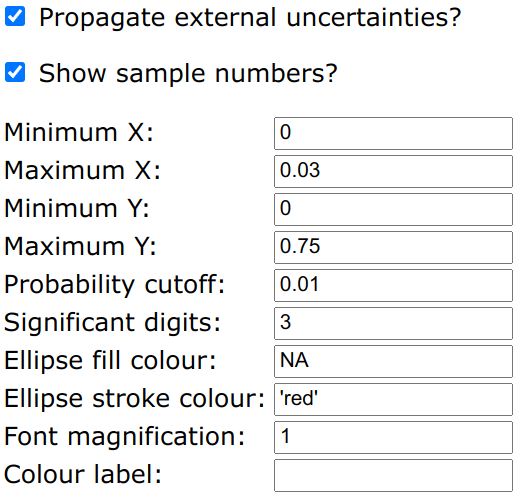 Propagate external uncertainties?
Show sample numbers?
Minimum X: 0
Maximum X: 0.03
Minimum Y: 0
Maximum Y: 0.75
Probability cutoff: 0.01
Significant digits: 3
Ellipse fill colour: NA
Ellipse stroke colour: 'red'
Font magnification: 1
Colour label: